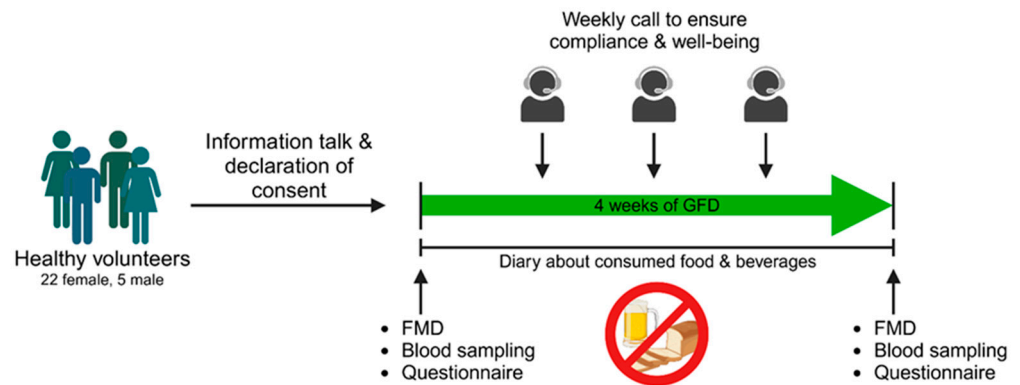 Weekly call to ensure
compliance & well-being
Information talk &
declaration of
consent
4 weeks of GFD
Healthy volunteers
22 female, 5 male
Diary about consumed food & beverages
• FMD
• Blood sampling
• Questionnaire
• FMD
• Blood sampling
• Questionnaire